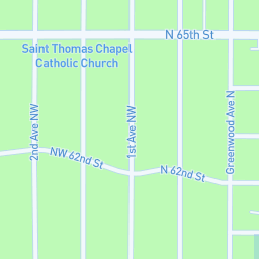 N 65th St
Saint Thomas Chapel
Catholic Church
2nd Ave NW
1st Ave NW
Greenwood Ave N
NW 62nd St
N 62nd St